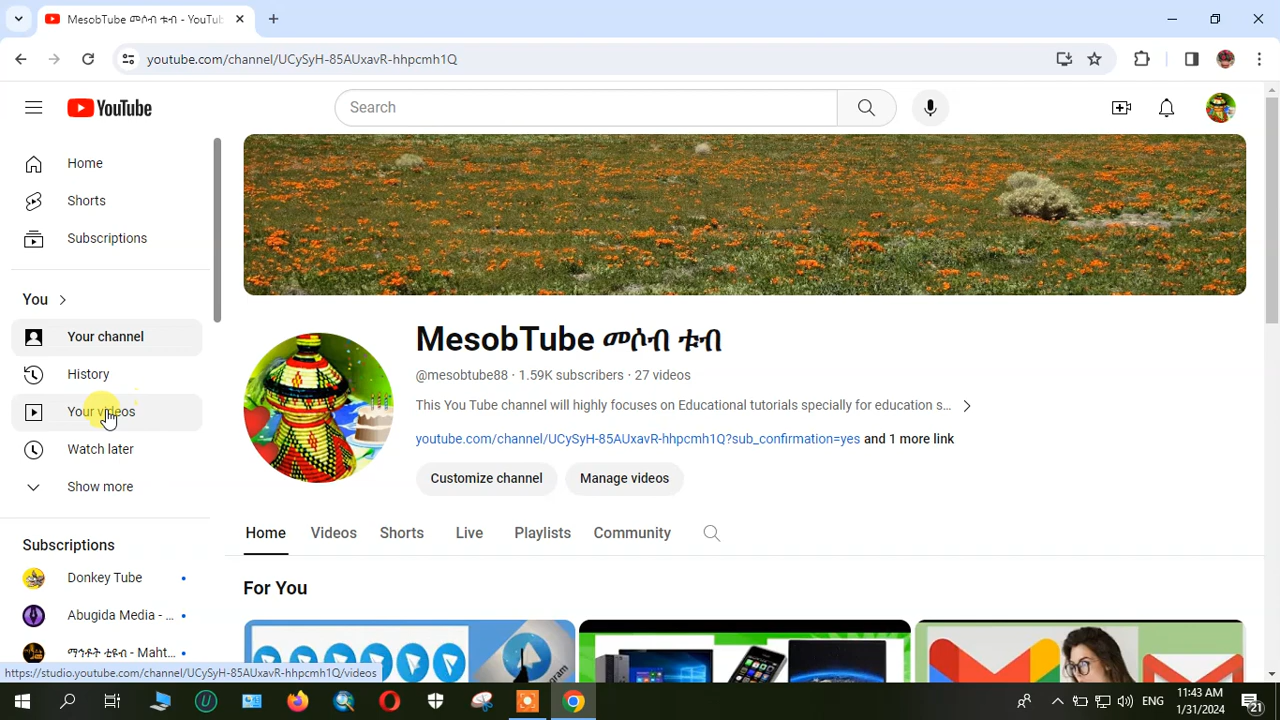 MesobTube መሶብ ቱብ - YouTub
youtube.com/channel/UCySyH-85AUxavR-hhpcmh1Q
YouTube
Search
Home
Shorts
Subscriptions
You
Your channel
History
Your videos
Watch later
Show more
Subscriptions
Donkey Tube
Abugida Media - ...
ማኅቶት ቲዩብ - Maht...
MesobTube መሶብ ቱብ
@mesobtube88 · 1.59K subscribers · 27 videos
This You Tube channel will highly focuses on Educational tutorials specially for education s...
youtube.com/channel/UCySyH-85AUxavR-hhpcmh1Q?sub_confirmation=yes and 1 more link
Customize channel Manage videos
Home Videos Shorts Live Playlists Community
For You
https://studio.youtube.com/channel/UCySyH-85AUxavR-hhpcmh1Q/videos
ENG
11:43 AM
1/31/2024
21